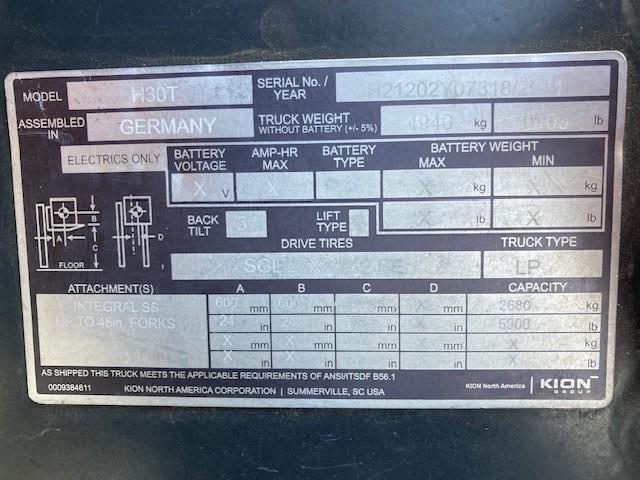 MODEL H30T SERIAL No./ YEAR H21202Y07318/
ASSEMBLED IN GERMANY TRUCK WEIGHT WITHOUT BATTERY (+/- 5%) kg lb
ELECTRICS ONLY BATTERY VOLTAGE AMP-HR MAX BATTERY TYPE BATTERY WEIGHT
MAX MIN
X V X kg X kg
X lb X lb
BACK TILT LIFT TYPE
A B C D
FLOOR
DRIVE TIRES TRUCK TYPE
LP
ATTACHMENT(S) A B C D CAPACITY
INTEGRAL SS 600 mm 600 mm mm X mm 2680 kg
TO 48in. FORKS 24 in in in X in 5900 lb
X mm X mm mm X mm X kg
X in X in in X in X lb
AS SHIPPED THIS TRUCK MEETS THE APPLICABLE REQUIREMENTS OF ANSI/ITSDF B56.1
0009384611 KION NORTH AMERICA CORPORATION | SUMMERVILLE, SC USA
KION North America | KION GROUP